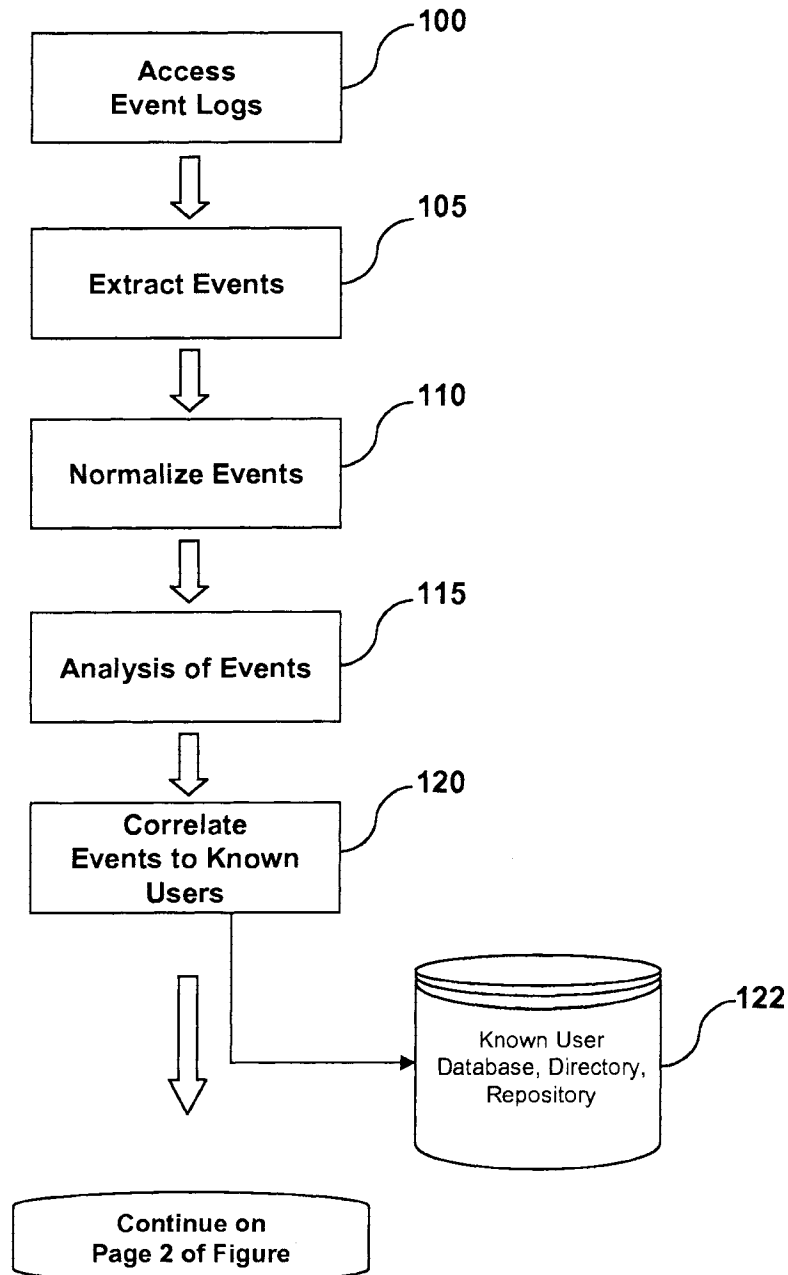 100
Access
Event Logs
105
Extract Events
110
Normalize Events
115
Analysis of Events
120
Correlate
Events to Known
Users
122
Known User
Database, Directory,
Repository
Continue on
Page 2 of Figure